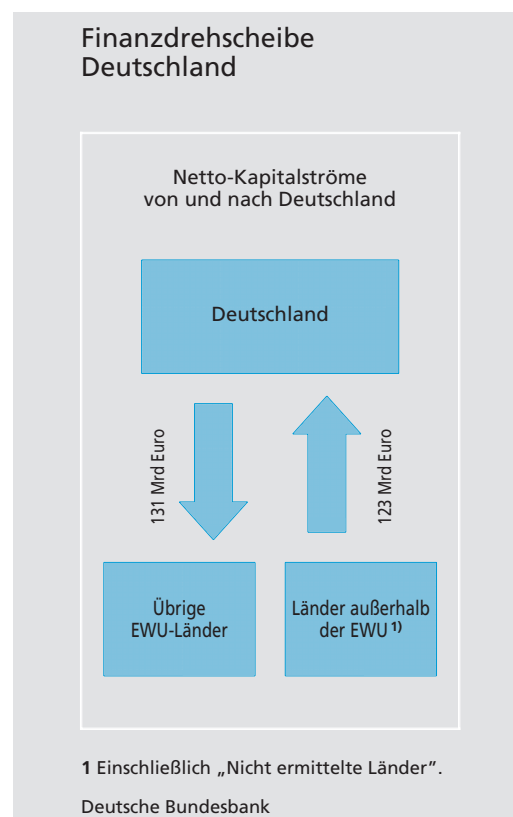 Finanzdrehscheibe
Deutschland
Netto-Kapitalströme
von und nach Deutschland
Deutschland
131 Mrd Euro
123 Mrd Euro
Übrige
EWU-Länder
Länder außerhalb
der EWU 1)
1 Einschließlich „Nicht ermittelte Länder”.
Deutsche Bundesbank